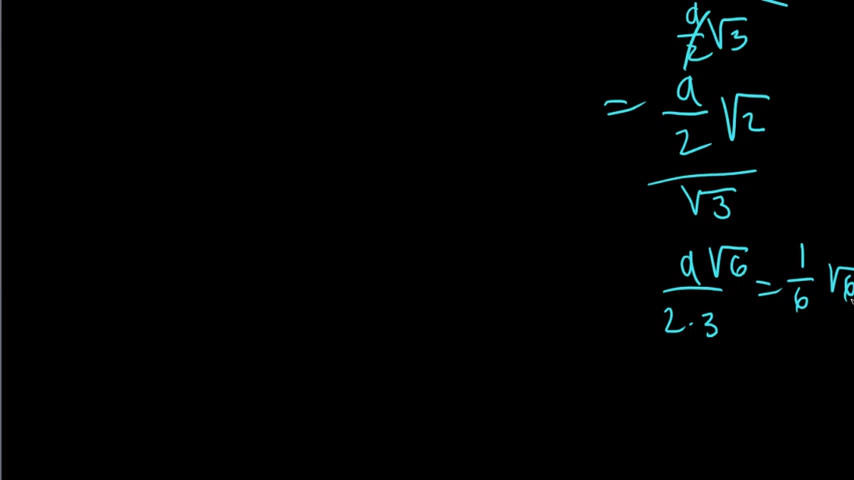 a/2 √3
= a/2 √2
√3
a√6 / 2·3 = 1/6 √6